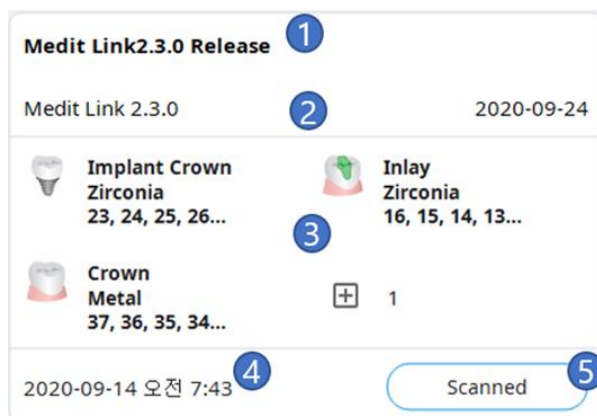 Medit Link2.3.0 Release 1
Medit Link 2.3.0 2 2020-09-24
Implant Crown
Zirconia
23, 24, 25, 26...
Inlay
Zirconia
16, 15, 14, 13...
3
Crown
Metal
37, 36, 35, 34...
1
2020-09-14 오전 7:43 4
Scanned 5